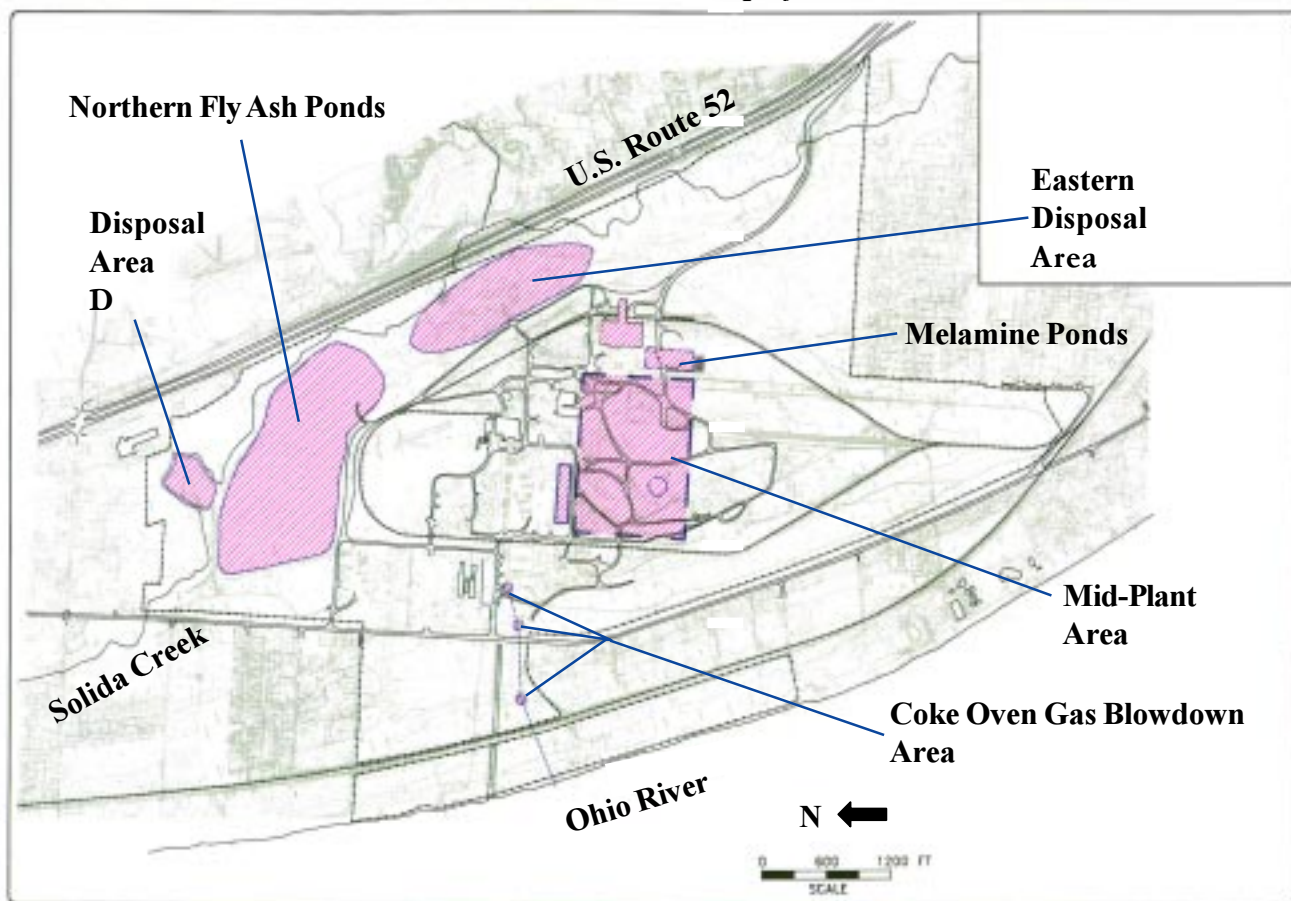 Northern Fly Ash Ponds
U.S. Route 52
Disposal
Area
D
Eastern
Disposal
Area
Melamine Ponds
Mid-Plant
Area
Solida Creek
Coke Oven Gas Blowdown
Area
Ohio River
N
0 600 1200 FT
SCALE